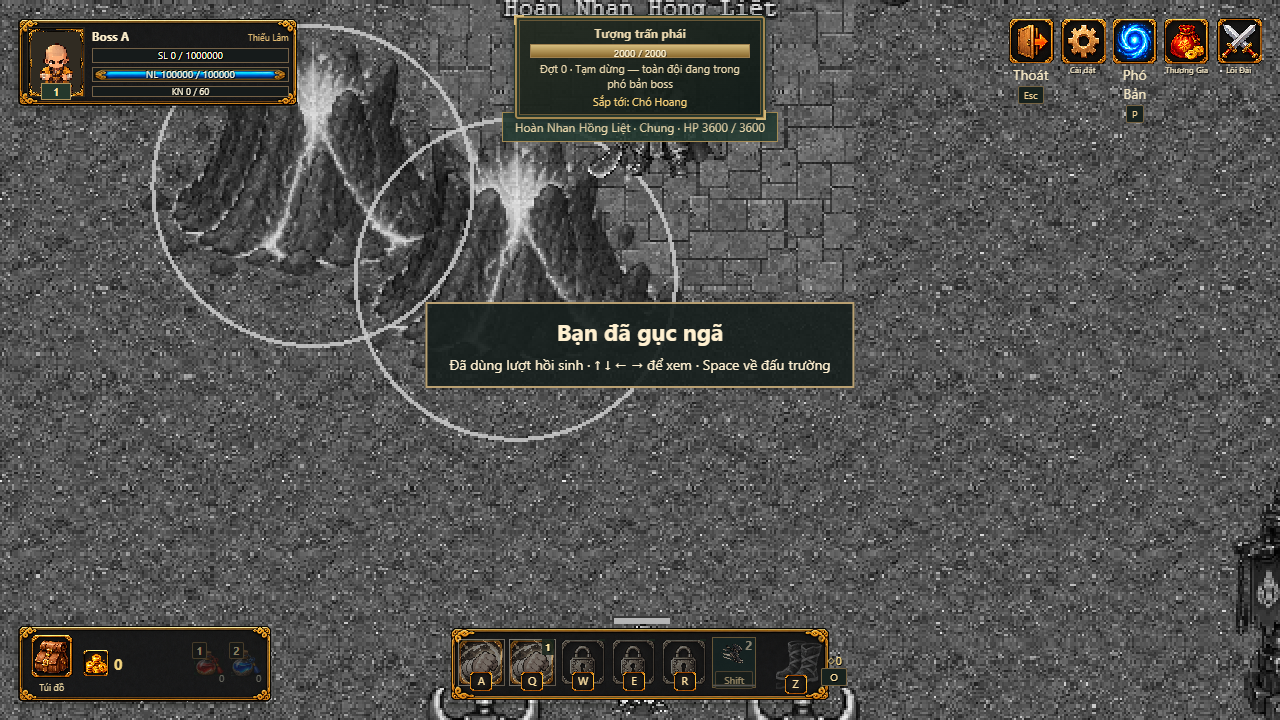 Hoàn Nhan Hồng Liệt
Boss A
Thiếu Lâm
SL 0 / 1000000
NL 100000 / 100000
KN 0 / 60
1
Tượng trấn phái
2000 / 2000
Đợt 0 · Tạm dừng — toàn đội đang trong
phó bản boss
Sắp tới: Chó Hoang
Hoàn Nhan Hồng Liệt · Chung · HP 3600 / 3600
Thoát
Esc
Cài đặt
Phó
Bản
P
Thương Gia
Lôi Đài
Bạn đã gục ngã
Đã dùng lượt hồi sinh · ↑ ↓ ← → để xem · Space về đấu trường
Túi đồ
0
1
0
2
0
A
1
Q
W
E
R
2
Shift
Z
0
O